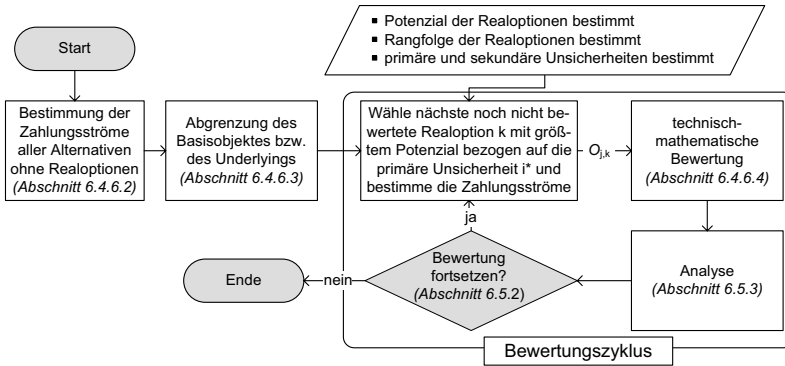 Start
▪ Potenzial der Realoptionen bestimmt
▪ Rangfolge der Realoptionen bestimmt
▪ primäre und sekundäre Unsicherheiten bestimmt
Bestimmung der
Zahlungsströme
aller Alternativen
ohne Realoptionen
(Abschnitt 6.4.6.2)
Abgrenzung des
Basisobjektes bzw.
des Underlyings
(Abschnitt 6.4.6.3)
Wähle nächste noch nicht be-
wertete Realoption k mit größ-
tem Potenzial bezogen auf die
primäre Unsicherheit i* und
bestimme die Zahlungsströme
O_{j,k}
technisch-
mathematische
Bewertung
(Abschnitt 6.4.6.4)
ja
Analyse
(Abschnitt 6.5.3)
Bewertung
fortsetzen?
(Abschnitt 6.5.2)
nein
Ende
Bewertungszyklus